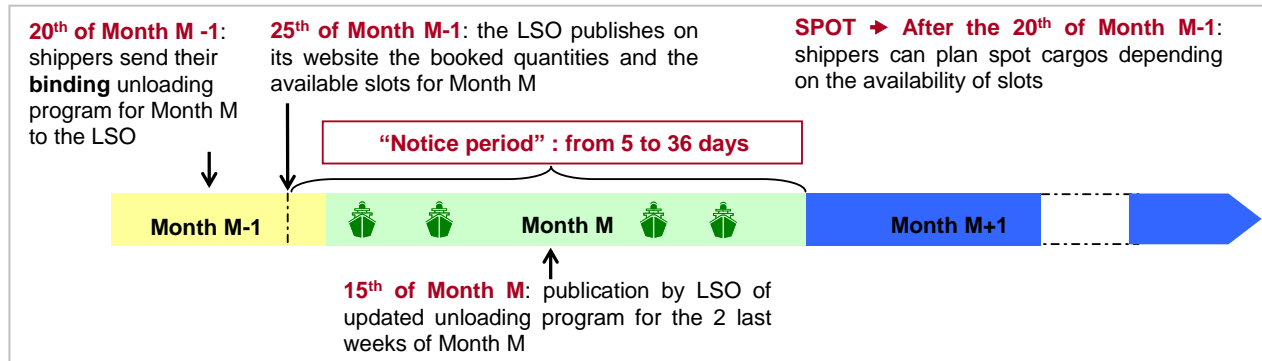 20th of Month M -1:
shippers send their
binding unloading
program for Month M
to the LSO
25th of Month M-1: the LSO publishes on
its website the booked quantities and the
available slots for Month M
SPOT → After the 20th of Month M-1:
shippers can plan spot cargos depending
on the availability of slots
“Notice period” : from 5 to 36 days
Month M-1
Month M
Month M+1
15th of Month M: publication by LSO of
updated unloading program for the 2 last
weeks of Month M